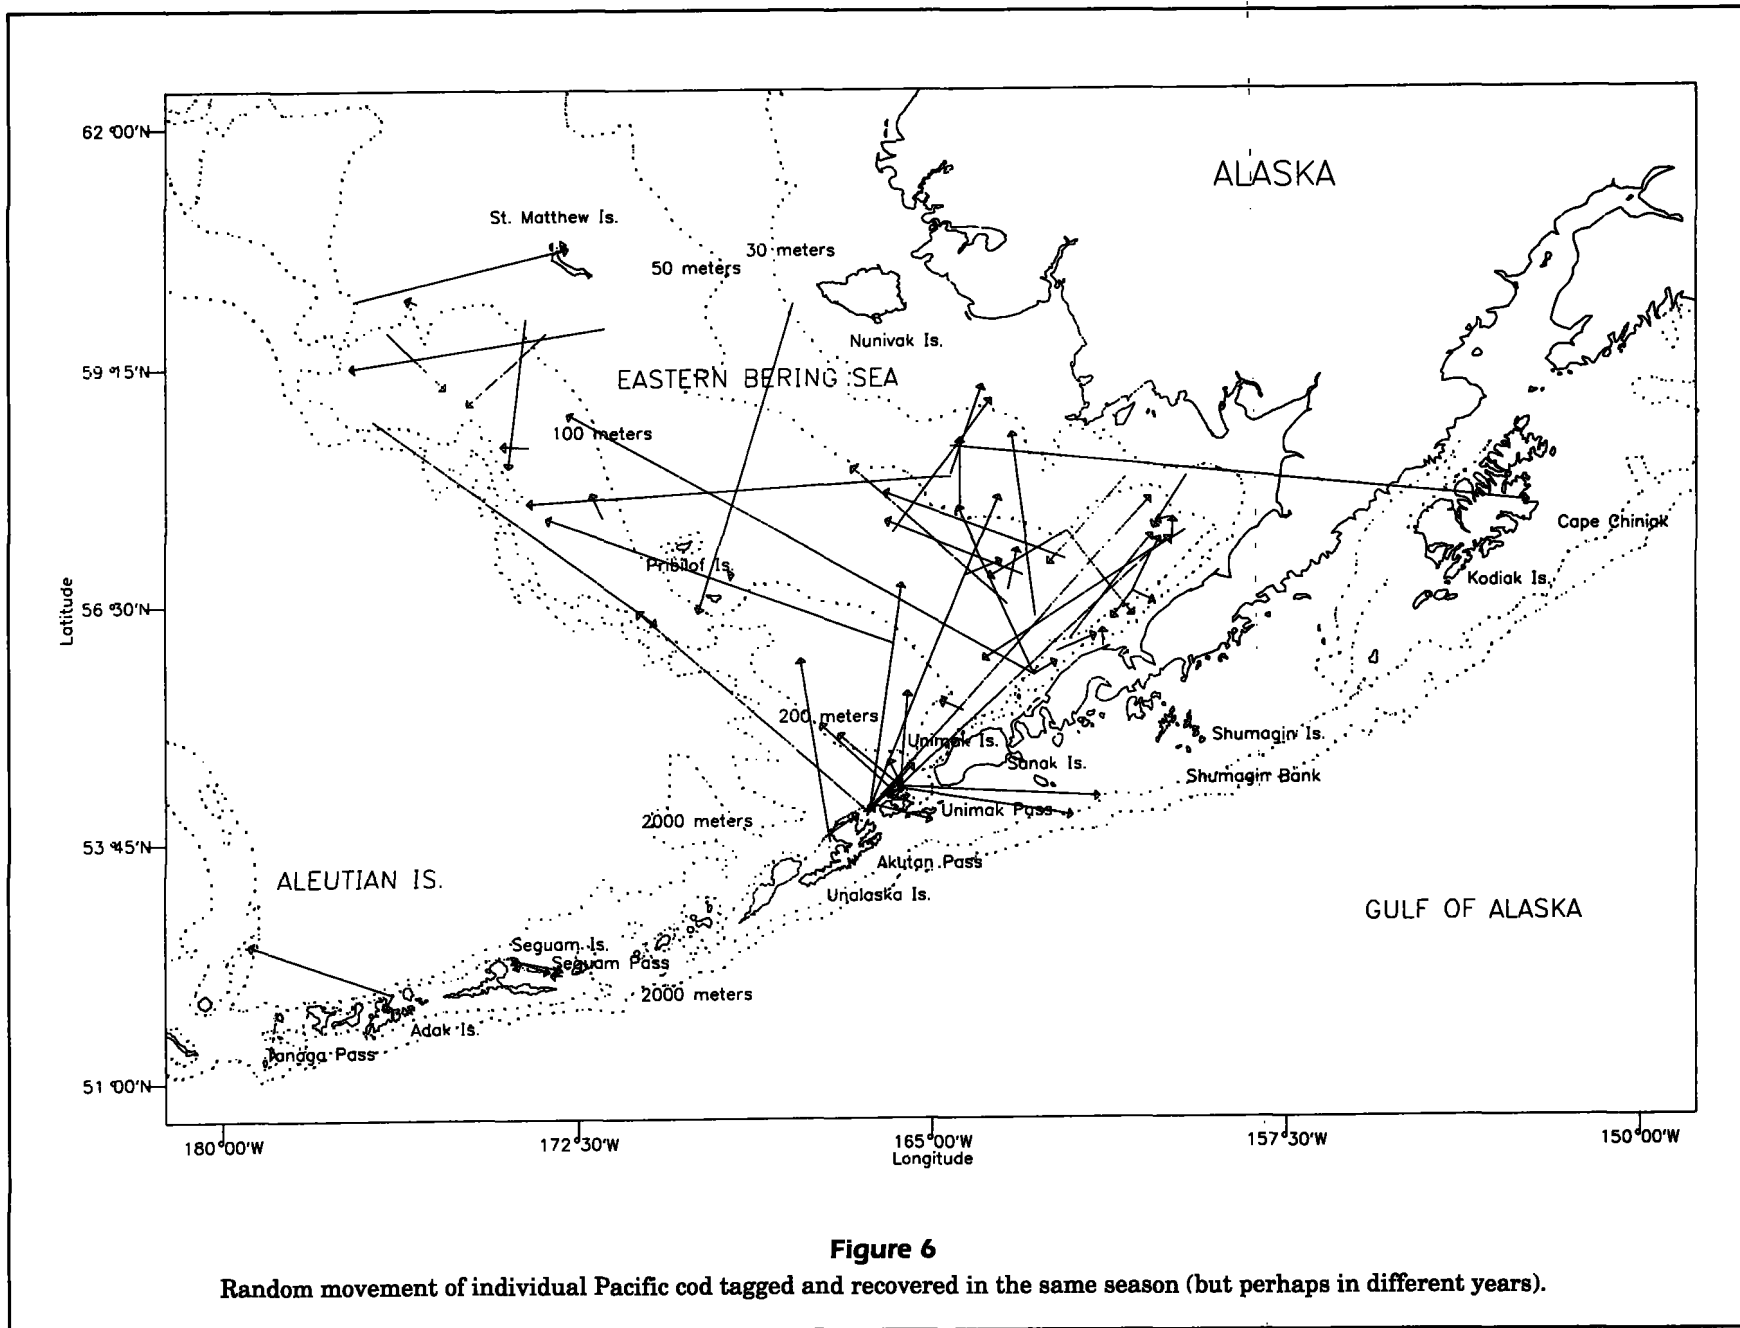 62°00'N
ALASKA
St. Matthew Is.
30 meters
50 meters
Nunivak Is.
59°15'N
EASTERN BERING SEA
100 meters
Cape Chiniak
Pribilof Is.
Kodiak Is.
56°30'N
Latitude
200 meters
Unimak Is.
Shumagin Is.
Sanak Is.
Shumagin Bank
Unimak Pass
2000 meters
53°45'N
Akutan Pass
ALEUTIAN IS.
Unalaska Is.
GULF OF ALASKA
Seguam Is.
Seguam Pass
2000 meters
Adak Is.
Tanaga Pass
51°00'N
180°00'W
172°30'W
165°00'W
157°30'W
150°00'W
Longitude
Figure 6
Random movement of individual Pacific cod tagged and recovered in the same season (but perhaps in different years).